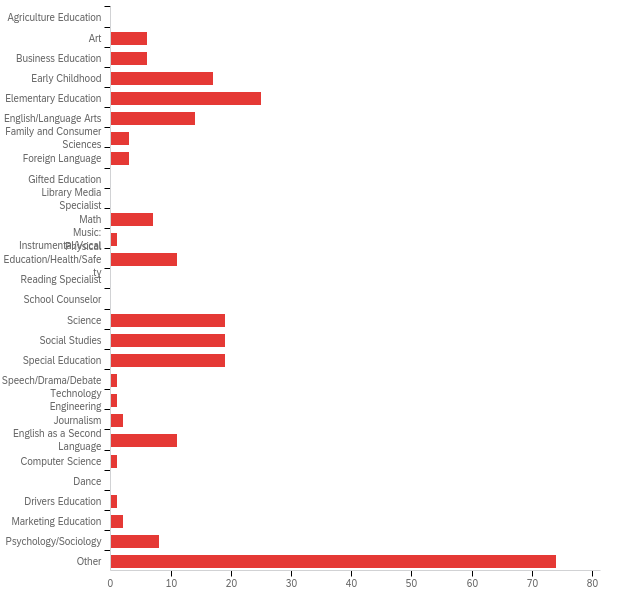 Agriculture Education
Art
Business Education
Early Childhood
Elementary Education
English/Language Arts
Family and Consumer
Sciences
Foreign Language
Gifted Education
Library Media
Specialist
Math
Music:
Instrumental/Vocal
Physical
Education/Health/Safe
ty
Reading Specialist
School Counselor
Science
Social Studies
Special Education
Speech/Drama/Debate
Technology
Engineering
Journalism
English as a Second
Language
Computer Science
Dance
Drivers Education
Marketing Education
Psychology/Sociology
Other
0 10 20 30 40 50 60 70 80